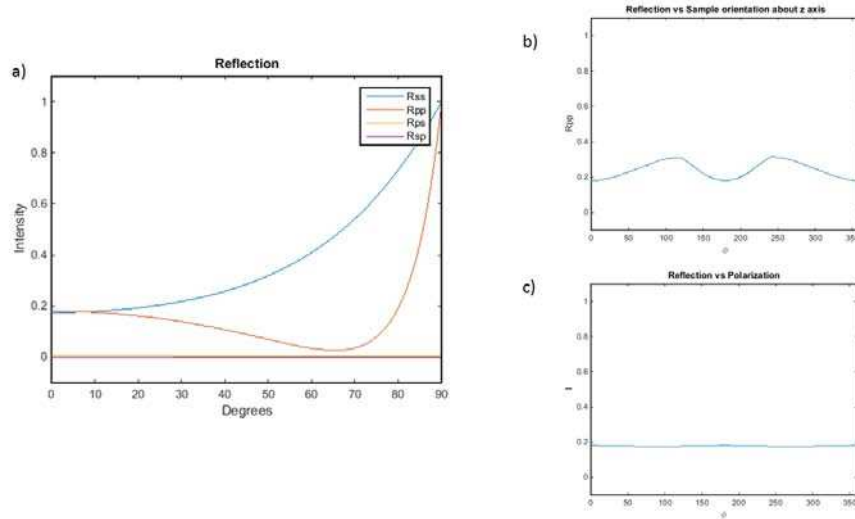 a)
Reflection
Rss
Rpp
Rps
Rsp
Intensity
1
0.8
0.6
0.4
0.2
0
0 10 20 30 40 50 60 70 80 90
Degrees
b)
Reflection vs Sample orientation about z axis
Rpp
1
0.8
0.6
0.4
0.2
0
0 50 100 150 200 250 300 350
c)
Reflection vs Polarization
I
1
0.8
0.6
0.4
0.2
0
0 50 100 150 200 250 300 350